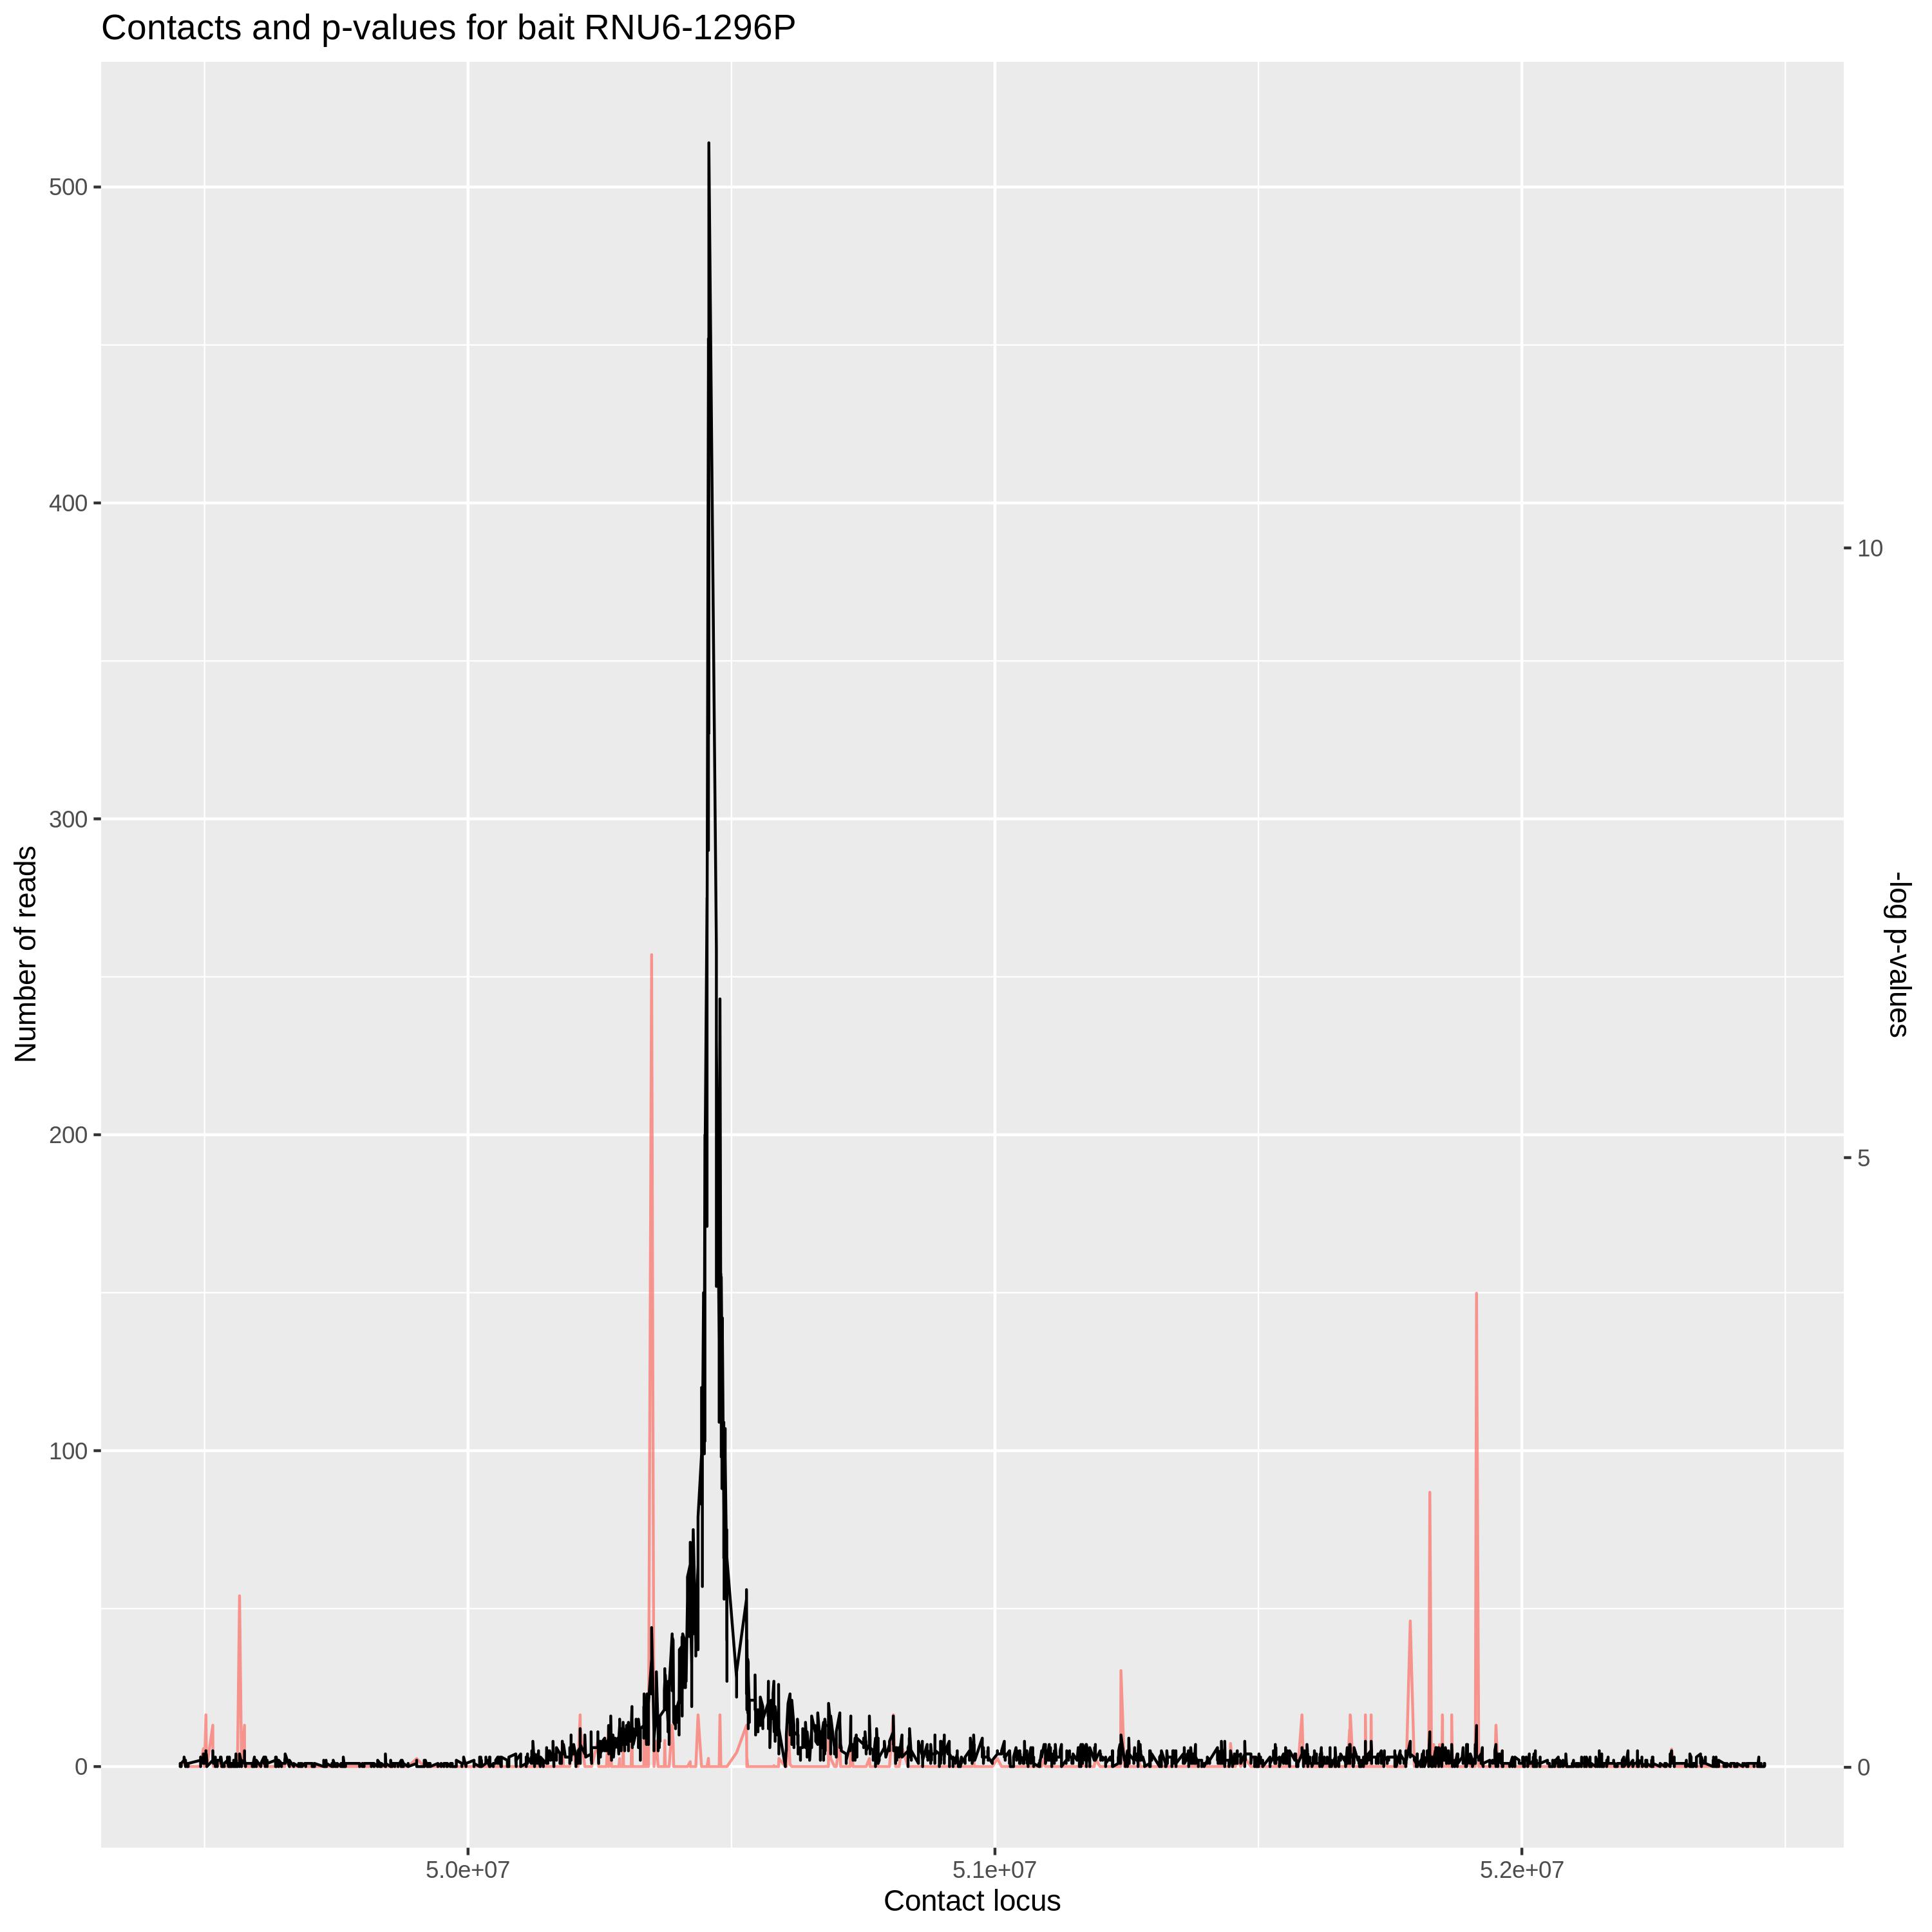 Contacts and p-values for bait RNU6-1296P
500
400
300
200
100
0
Number of reads
10
5
0
-log p-values
5.0e+07
5.1e+07
5.2e+07
Contact locus